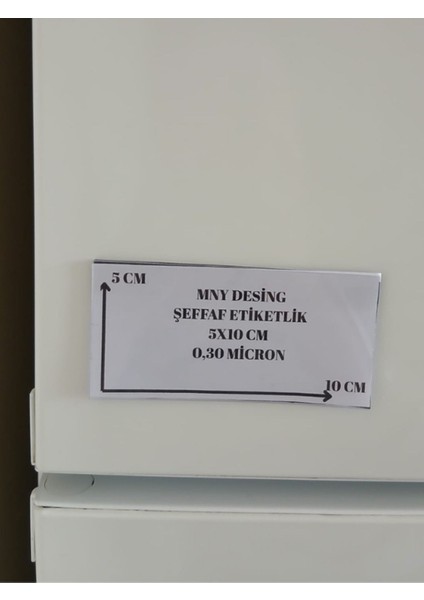 5 CM
MNY DESİNG
ŞEFFAF ETİKETLİK
5X10 CM
0,30 MİCRON
10 CM